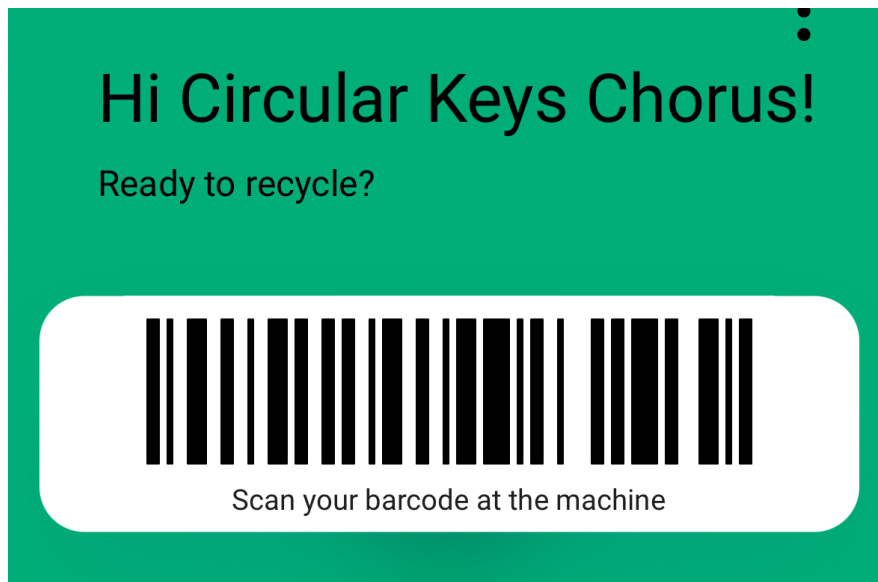 Hi Circular Keys Chorus!
Ready to recycle?
Scan your barcode at the machine